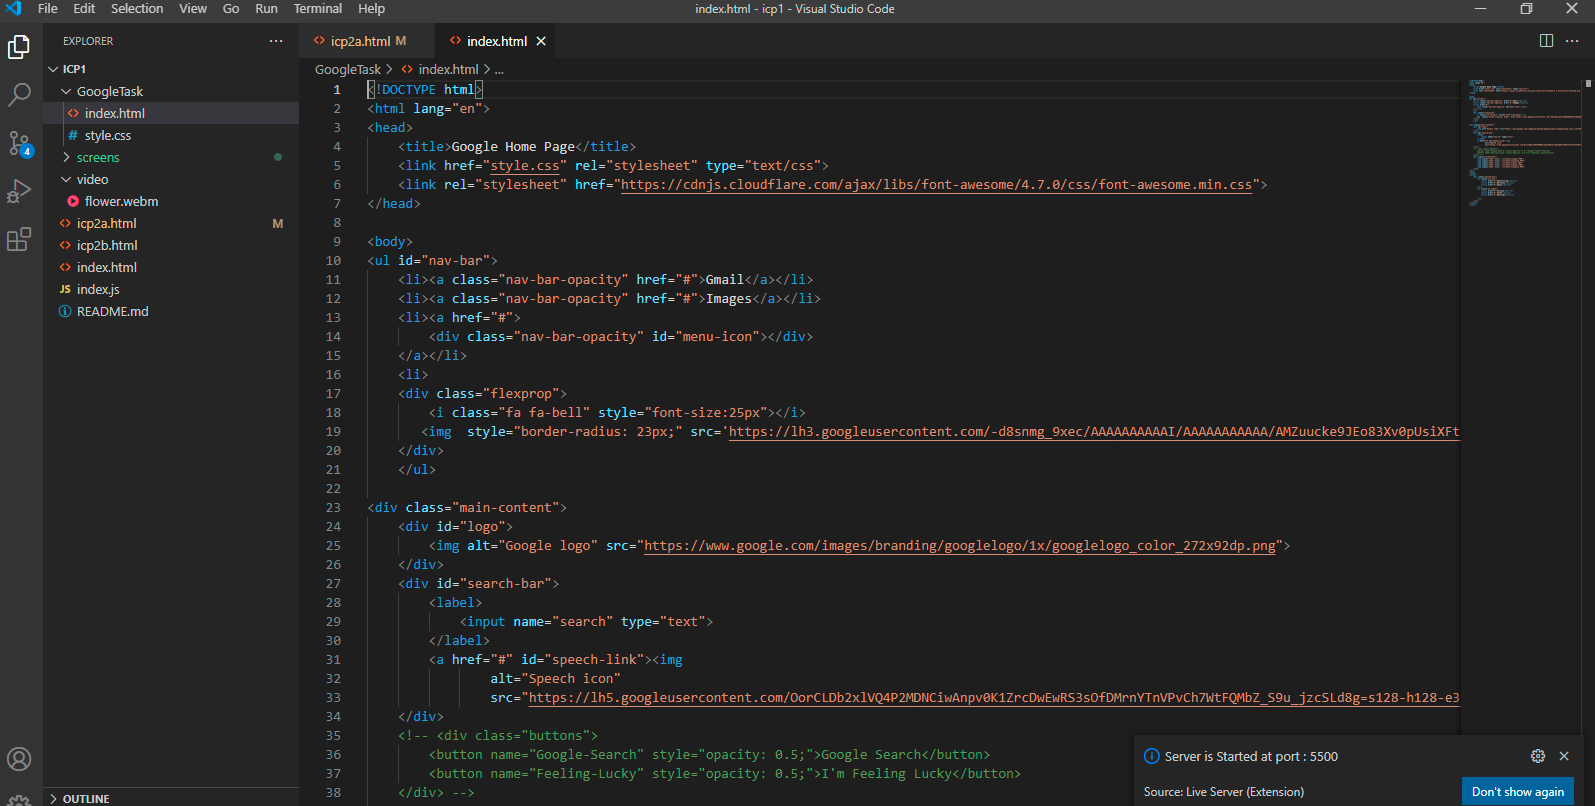 File Edit Selection View Go Run Terminal Help
index.html - icp1 - Visual Studio Code
EXPLORER
ICP1
GoogleTask
index.html
style.css
screens
video
flower.webm
icp2a.html M
icp2b.html
index.html
index.js
README.md
OUTLINE
4
icp2a.html M
index.html
GoogleTask > index.html > ...
1 <!DOCTYPE html>
2 <html lang="en">
3 <head>
4 <title>Google Home Page</title>
5 <link href="style.css" rel="stylesheet" type="text/css">
6 <link rel="stylesheet" href="https://cdnjs.cloudflare.com/ajax/libs/font-awesome/4.7.0/css/font-awesome.min.css">
7 </head>
8
9 <body>
10 <ul id="nav-bar">
11 <li><a class="nav-bar-opacity" href="#">Gmail</a></li>
12 <li><a class="nav-bar-opacity" href="#">Images</a></li>
13 <li><a href="#">
14 <div class="nav-bar-opacity" id="menu-icon"></div>
15 </a></li>
16 <li>
17 <div class="flexprop">
18 <i class="fa fa-bell" style="font-size:25px"></i>
19 <img  style="border-radius: 23px;" src='https://lh3.googleusercontent.com/-d8snmg_9xec/AAAAAAAAAAI/AAAAAAAAAAA/AMZuucke9JEo83Xv0pUsiXFt
20 </div>
21 </ul>
22
23 <div class="main-content">
24 <div id="logo">
25 <img alt="Google logo" src="https://www.google.com/images/branding/googlelogo/1x/googlelogo_color_272x92dp.png">
26 </div>
27 <div id="search-bar">
28 <label>
29 <input name="search" type="text">
30 </label>
31 <a href="#" id="speech-link"><img
32 alt="Speech icon"
33 src="https://lh5.googleusercontent.com/OorCLDb2xlVQ4P2MDNCiwAnpv0K1ZrcDwEwRS3sOfDMrnYTnVPvCh7WtFQMbZ_S9u_jzcSLd8g=s128-h128-e3
34 </div>
35 <!-- <div class="buttons">
36 <button name="Google-Search" style="opacity: 0.5;">Google Search</button>
37 <button name="Feeling-Lucky" style="opacity: 0.5;">I'm Feeling Lucky</button>
38 </div> -->
Server is Started at port : 5500
Source: Live Server (Extension)
Don't show again